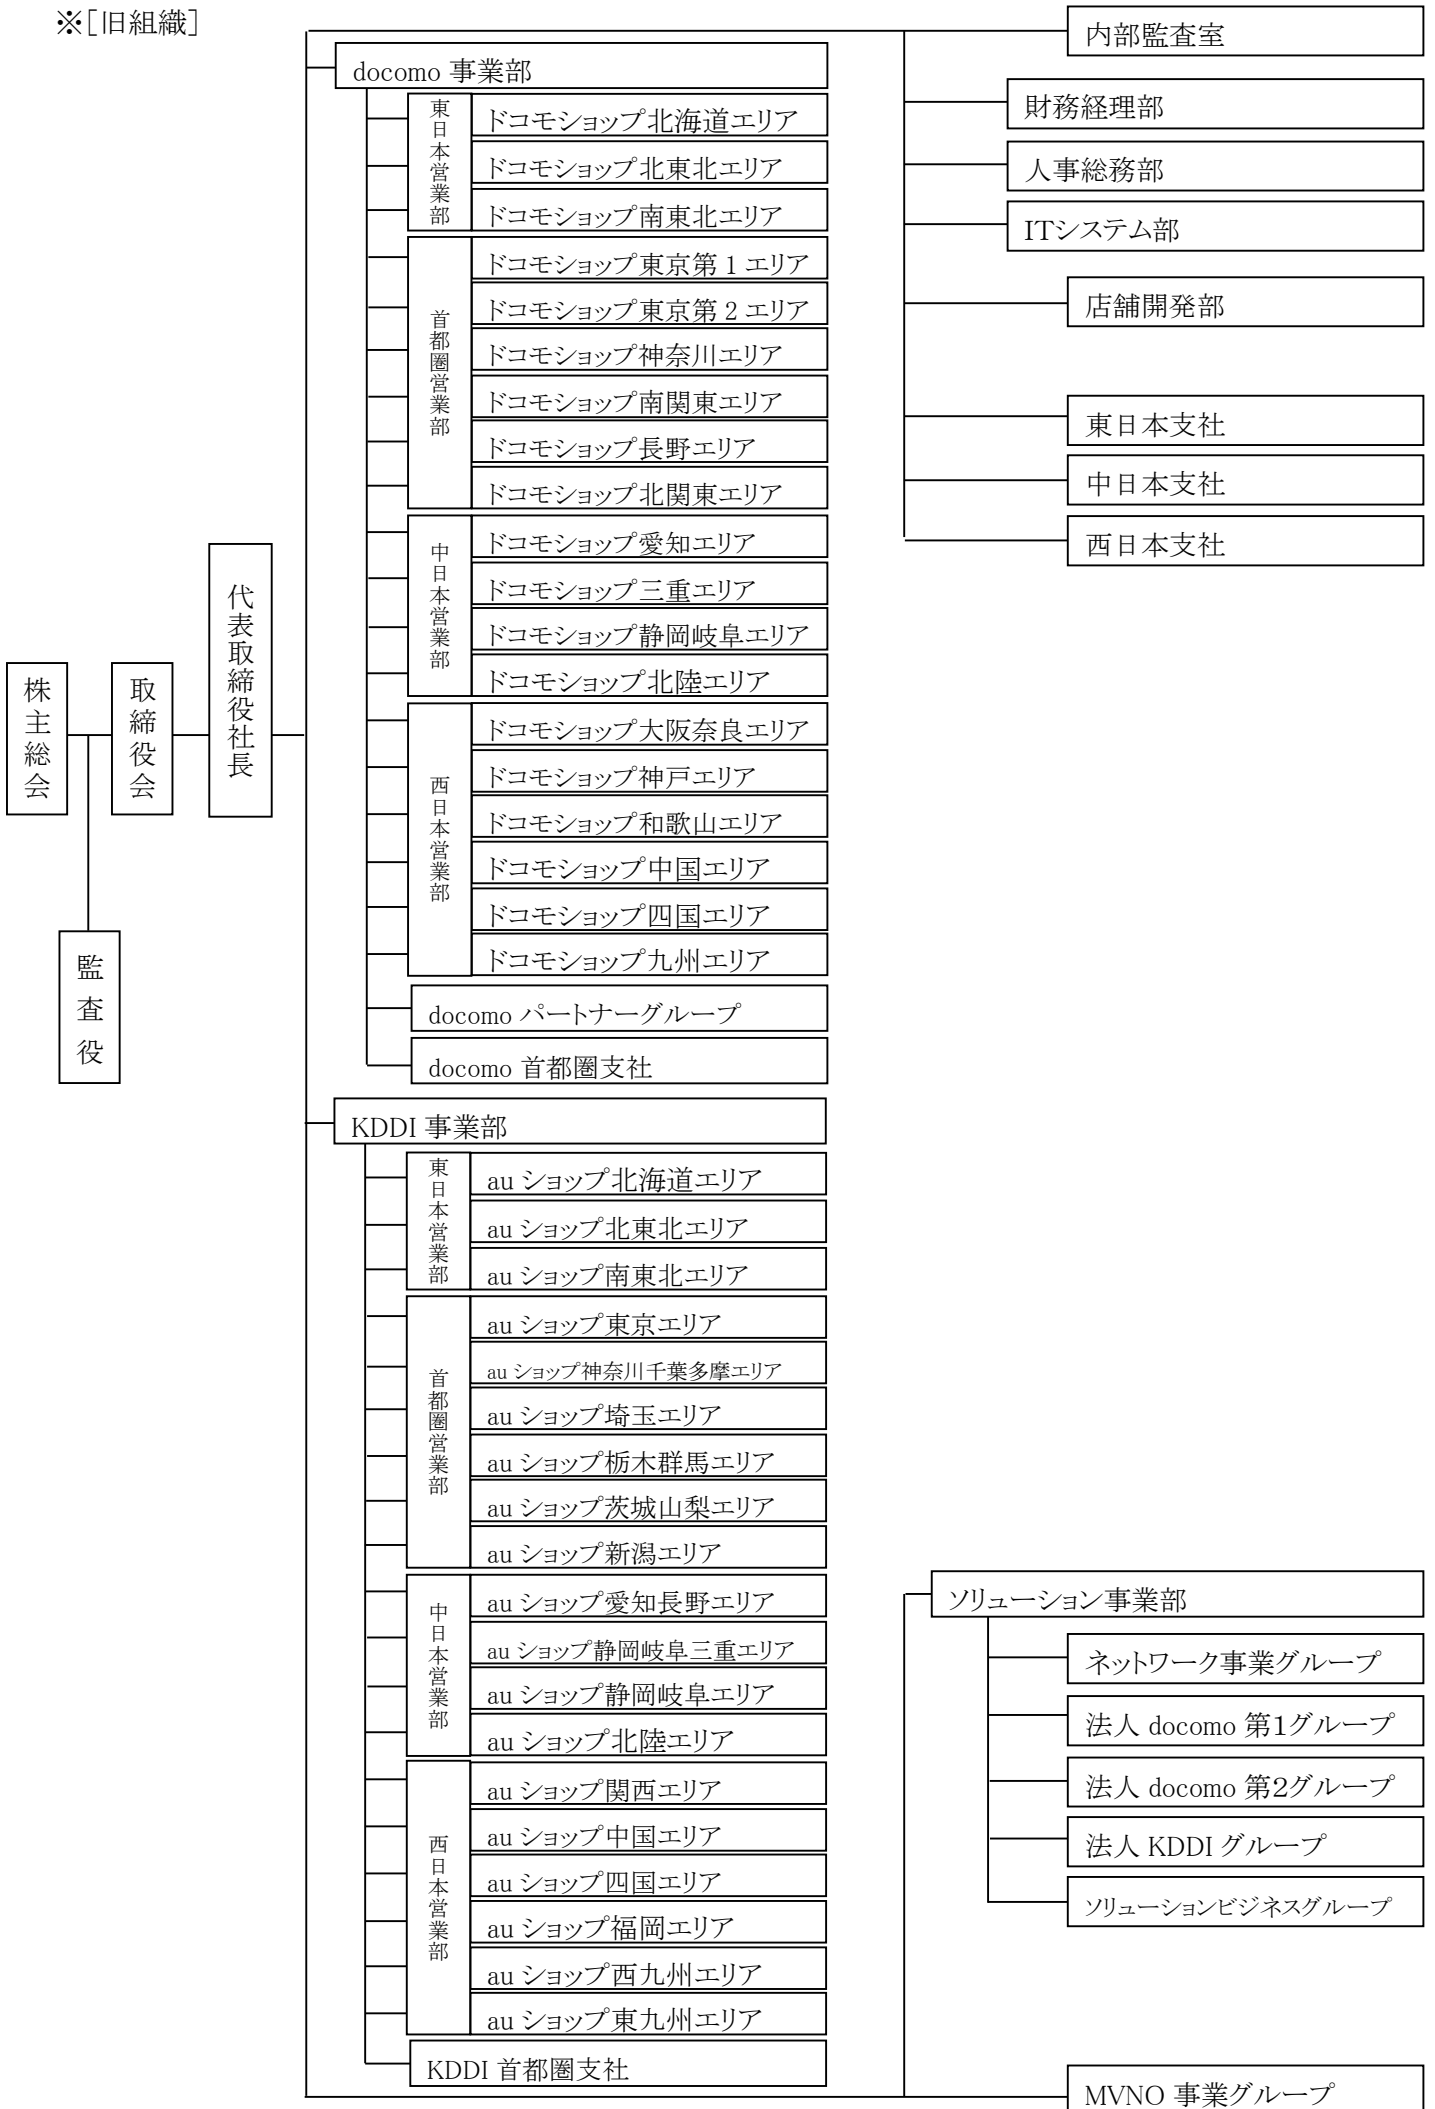 ※［旧組織］
株主総会
取締役会
監査役
代表取締役社長
docomo 事業部
東日本営業部
ドコモショップ北海道エリア
ドコモショップ北東北エリア
ドコモショップ南東北エリア
首都圏営業部
ドコモショップ東京第 1 エリア
ドコモショップ東京第 2 エリア
ドコモショップ神奈川エリア
ドコモショップ南関東エリア
ドコモショップ長野エリア
ドコモショップ北関東エリア
中日本営業部
ドコモショップ愛知エリア
ドコモショップ三重エリア
ドコモショップ静岡岐阜エリア
ドコモショップ北陸エリア
西日本営業部
ドコモショップ大阪奈良エリア
ドコモショップ神戸エリア
ドコモショップ和歌山エリア
ドコモショップ中国エリア
ドコモショップ四国エリア
ドコモショップ九州エリア
docomo パートナーグループ
docomo 首都圏支社
KDDI 事業部
東日本営業部
au ショップ北海道エリア
au ショップ北東北エリア
au ショップ南東北エリア
首都圏営業部
au ショップ東京エリア
au ショップ神奈川千葉多摩エリア
au ショップ埼玉エリア
au ショップ栃木群馬エリア
au ショップ茨城山梨エリア
au ショップ新潟エリア
中日本営業部
au ショップ愛知長野エリア
au ショップ静岡岐阜三重エリア
au ショップ静岡岐阜エリア
au ショップ北陸エリア
西日本営業部
au ショップ関西エリア
au ショップ中国エリア
au ショップ四国エリア
au ショップ福岡エリア
au ショップ西九州エリア
au ショップ東九州エリア
KDDI 首都圏支社
内部監査室
財務経理部
人事総務部
ITシステム部
店舗開発部
東日本支社
中日本支社
西日本支社
ソリューション事業部
ネットワーク事業グループ
法人 docomo 第1グループ
法人 docomo 第2グループ
法人 KDDI グループ
ソリューションビジネスグループ
MVNO 事業グループ